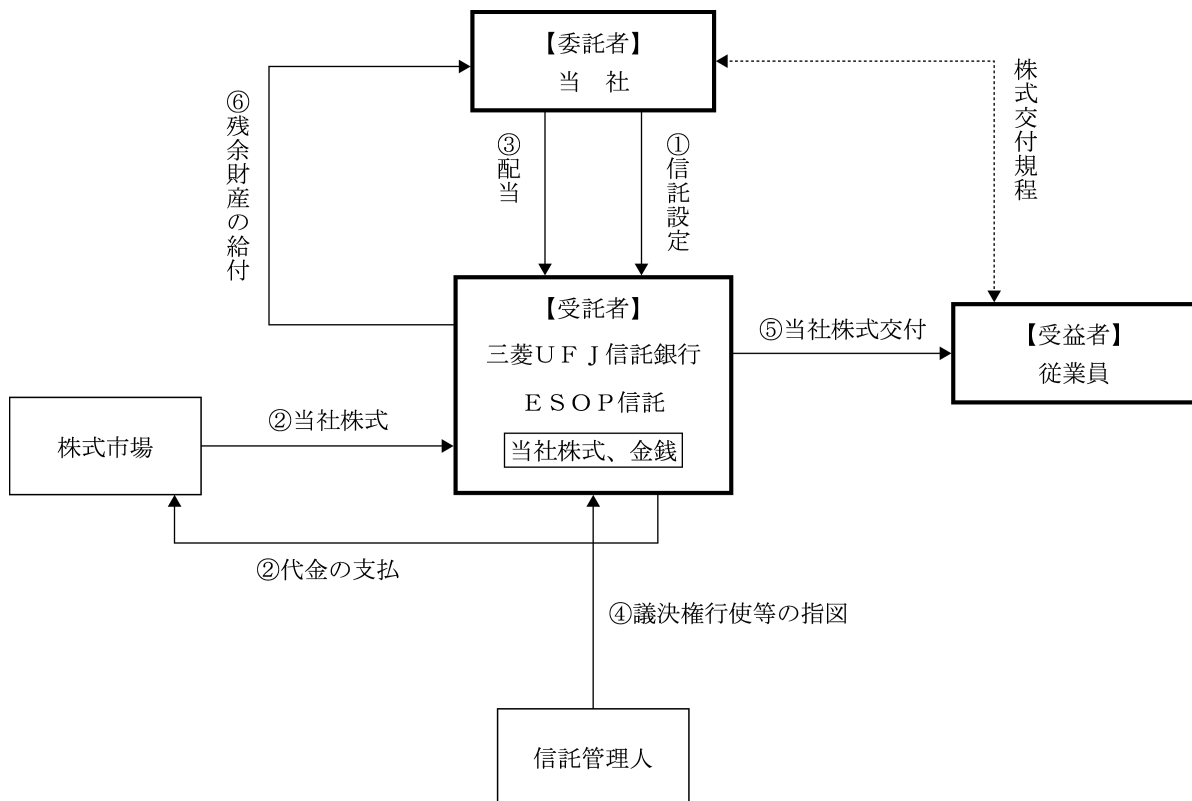 【委託者】
当　社
株式交付規程
⑥残余財産の給付
③配当
①信託設定
【受託者】
三菱ＵＦＪ信託銀行
ＥＳＯＰ信託
当社株式、金銭
⑤当社株式交付
【受益者】
従業員
②当社株式
株式市場
②代金の支払
④議決権行使等の指図
信託管理人